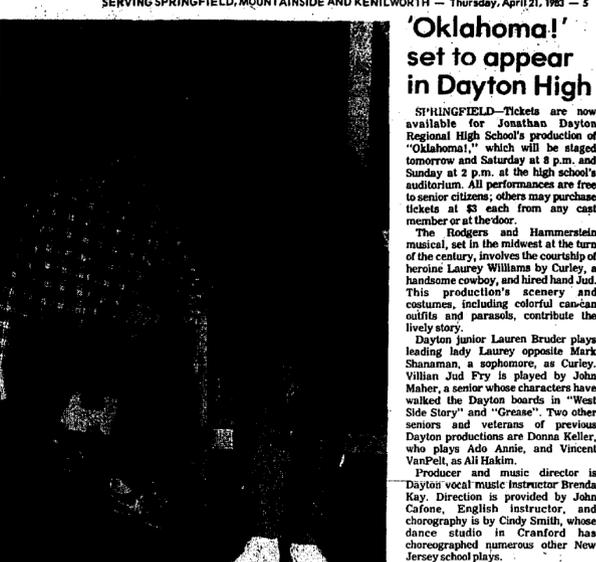 SERVING SPRINGFIELD, MOUNTAINSIDE AND KENILWORTH — Thursday, April 21, 1983 — 5
'Oklahoma!'
set to appear
in Dayton High
SPRINGFIELD—Tickets are now
available for Jonathan Dayton
Regional High School's production of
"Oklahoma!," which will be staged
tomorrow and Saturday at 8 p.m. and
Sunday at 2 p.m. at the high school's
auditorium. All performances are free
to senior citizens; others may purchase
tickets at $3 each from any cast
member or at the door.
The Rodgers and Hammerstein
musical, set in the midwest at the turn
of the century, involves the courtship of
heroine Laurey Williams by Curley, a
handsome cowboy, and hired hand Jud.
This production's scenery and
costumes, including colorful can-can
outfits and parasols, contribute the
lively story.
Dayton junior Lauren Bruder plays
leading lady Laurey opposite Mark
Shanaman, a sophomore, as Curley.
Villian Jud Fry is played by John
Maher, a senior whose characters have
walked the Dayton boards in "West
Side Story" and "Grease". Two other
seniors and veterans of previous
Dayton productions are Donna Keller,
who plays Ado Annie, and Vincent
VanPelt, as Ali Hakim.
Producer and music director is
Dayton vocal music instructor Brenda
Kay. Direction is provided by John
Cafone, English instructor, and
chorography is by Cindy Smith, whose
dance studio in Cranford has
choreographed numerous other New
Jersey school plays.